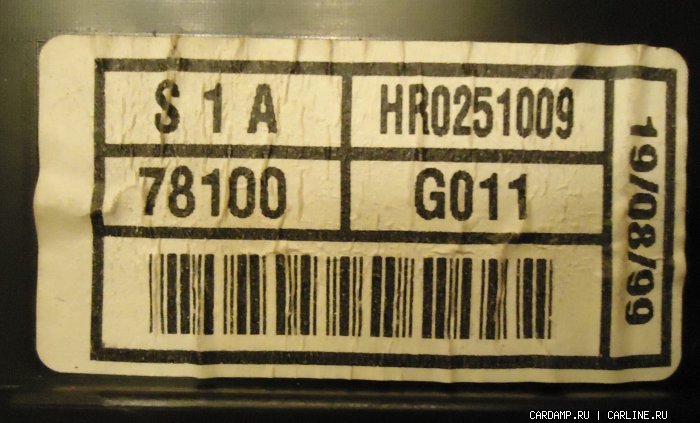 S 1 A
HR0251009
78100
G011
19/08/99
CARDAMP.RU | CARLINE.RU